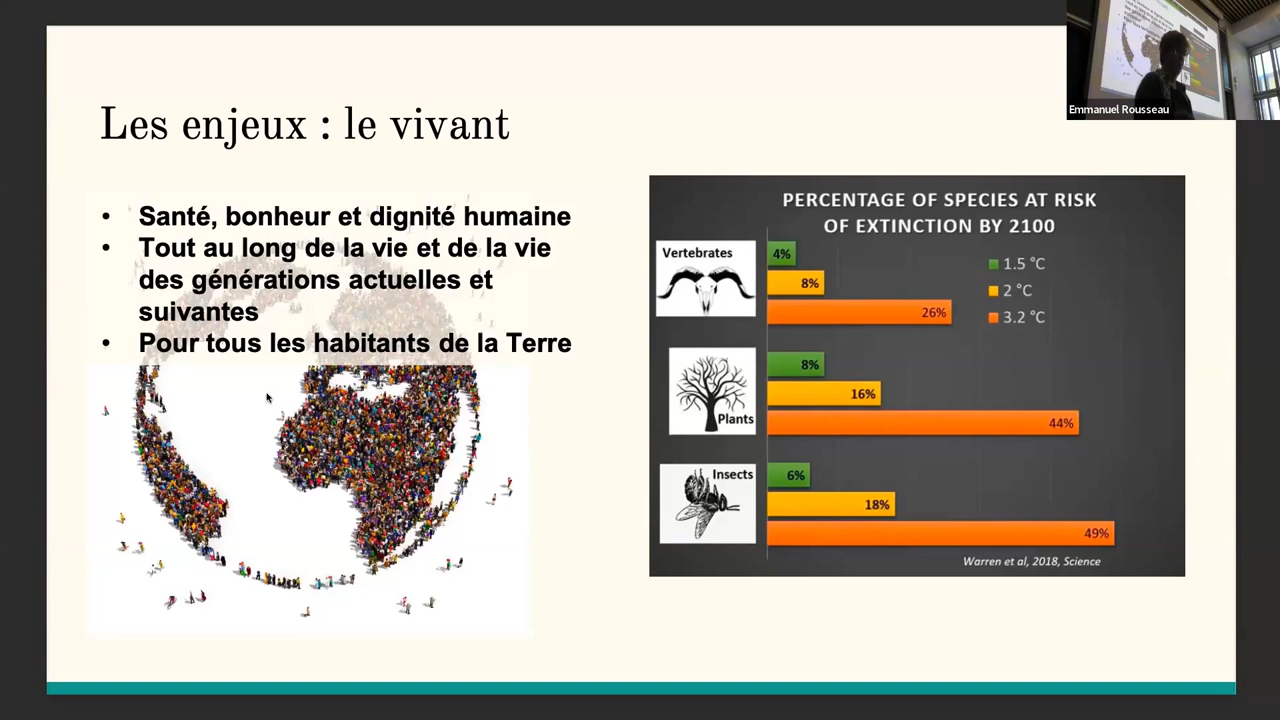 Emmanuel Rousseau
Les enjeux : le vivant
• Santé, bonheur et dignité humaine
• Tout au long de la vie et de la vie
des générations actuelles et
suivantes
• Pour tous les habitants de la Terre
PERCENTAGE OF SPECIES AT RISK
OF EXTINCTION BY 2100
1.5 °C
2 °C
3.2 °C
Vertebrates
4%
8%
26%
Plants
8%
16%
44%
Insects
6%
18%
49%
Warren et al, 2018, Science